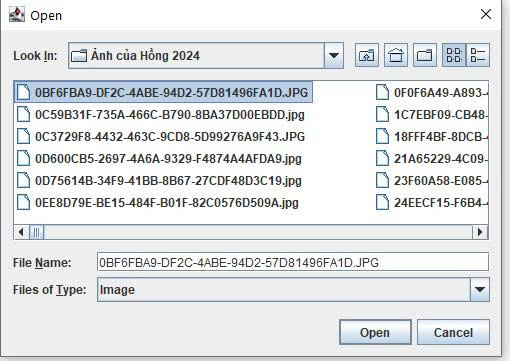 Open
Look In: Ảnh của Hồng 2024
0BF6FBA9-DF2C-4ABE-94D2-57D81496FA1D.JPG
0C59B31F-735A-466C-B790-8BA37D00EBDD.jpg
0C3729F8-4432-463C-9CD8-5D99276A9F43.JPG
0D600CB5-2697-4A6A-9329-F4874A4AFDA9.jpg
0D75614B-34F9-41BB-8B67-27CDF48D3C19.jpg
0EE8D79E-BE15-484F-B01F-82C0576D509A.jpg
0F0F6A49-A893-
1C7EBF09-CB48-
18FFF4BF-8DCB-
21A65229-4C09-
23F60A58-E085-
24EECF15-F6B4-
File Name: 0BF6FBA9-DF2C-4ABE-94D2-57D81496FA1D.JPG
Files of Type: Image
Open Cancel